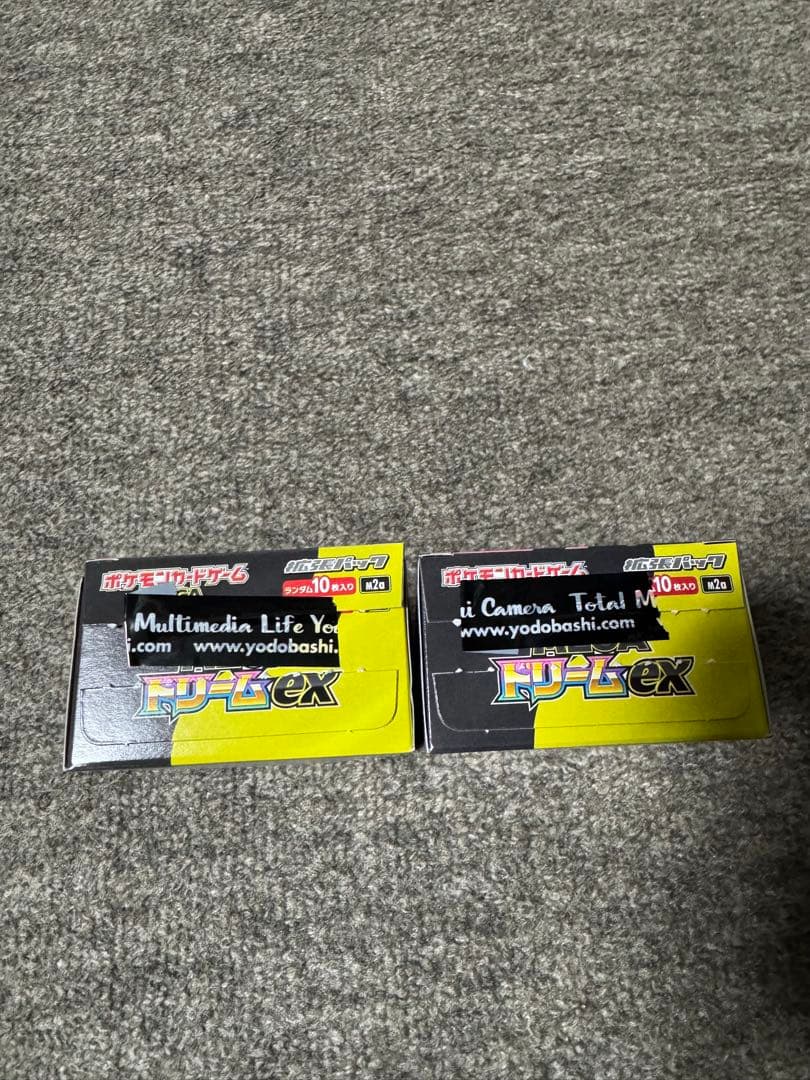 ポケモンカードゲーム
拡張パック
ランダム10枚入り
M2a
Multimedia Life Yo
i.com www.yodobashi.
ドリームex
ポケモンカードゲーム
拡張パック
10枚入り
M2a
i Camera Total M
www.yodobashi.com
MEGA
ドリームex